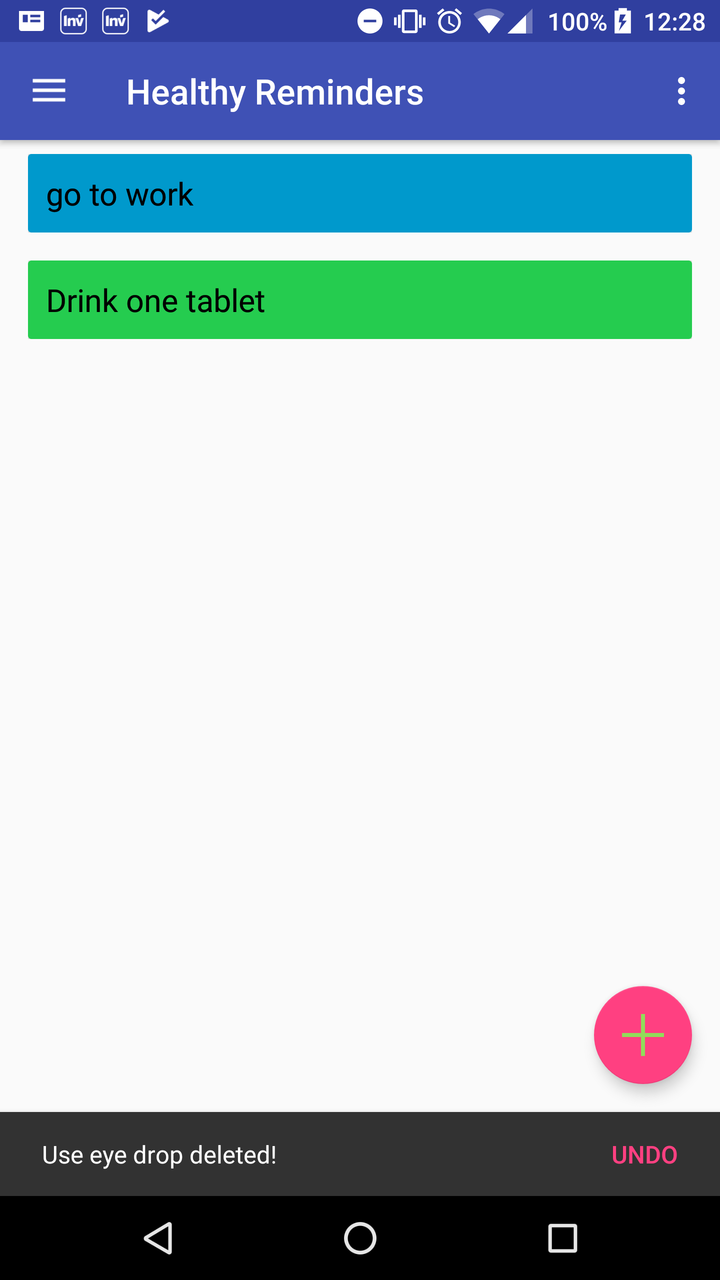 Inv Inv 100% 12:28
Healthy Reminders
go to work
Drink one tablet
Use eye drop deleted! UNDO